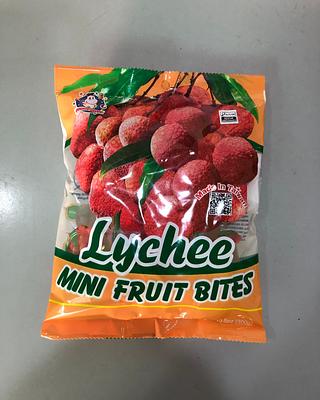 Made in Taiwan
Lychee
MINI FRUIT BITES